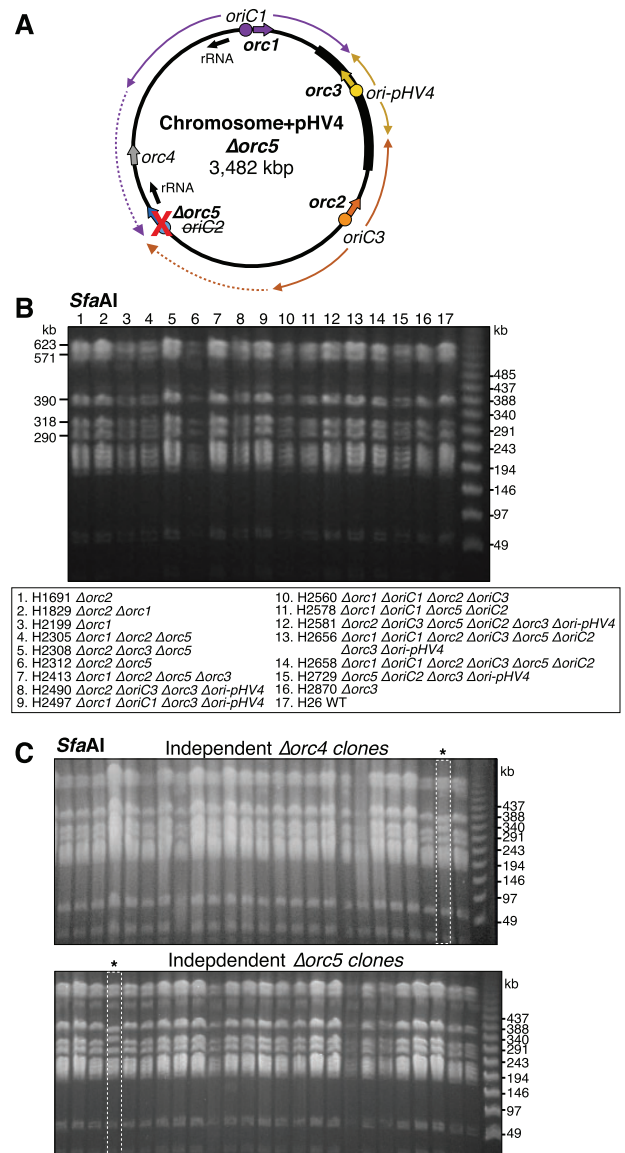 A
oriC1
orc1
rRNA
orc3
ori-pHV4
Chromosome+pHV4
Δorc5
3,482 kbp
orc4
rRNA
orc2
Δorc5
X
oriC2
oriC3
B
SfaAI
1 2 3 4 5 6 7 8 9 10 11 12 13 14 15 16 17
kb
kb
623
571
390
318
290
485
437
388
340
291
243
194
146
97
49
1. H1691 Δorc2
2. H1829 Δorc2 Δorc1
3. H2199 Δorc1
4. H2305 Δorc1 Δorc2 Δorc5
5. H2308 Δorc2 Δorc3 Δorc5
6. H2312 Δorc2 Δorc5
7. H2413 Δorc1 Δorc2 Δorc5 Δorc3
8. H2490 Δorc2 ΔoriC3 Δorc3 Δori-pHV4
9. H2497 Δorc1 ΔoriC1 Δorc3 Δori-pHV4
10. H2560 Δorc1 ΔoriC1 Δorc2 ΔoriC3
11. H2578 Δorc1 ΔoriC1 Δorc5 ΔoriC2
12. H2581 Δorc2 ΔoriC3 Δorc5 ΔoriC2 Δorc3 Δori-pHV4
13. H2656 Δorc1 ΔoriC1 Δorc2 ΔoriC3 Δorc5 ΔoriC2
Δorc3 Δori-pHV4
14. H2658 Δorc1 ΔoriC1 Δorc2 ΔoriC3 Δorc5 ΔoriC2
15. H2729 Δorc5 ΔoriC2 Δorc3 Δori-pHV4
16. H2870 Δorc3
17. H26 WT
C
SfaAI
Independent Δorc4 clones
*
kb
437
388
340
291
243
194
146
97
49
Indepdendent Δorc5 clones
*
kb
437
388
340
291
243
194
146
97
49